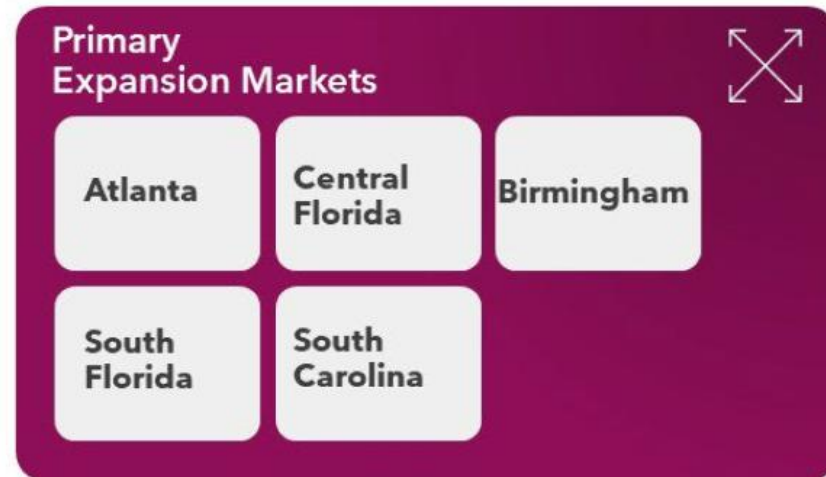 Primary
Expansion Markets
Atlanta
Central
Florida
Birmingham
South
Florida
South
Carolina